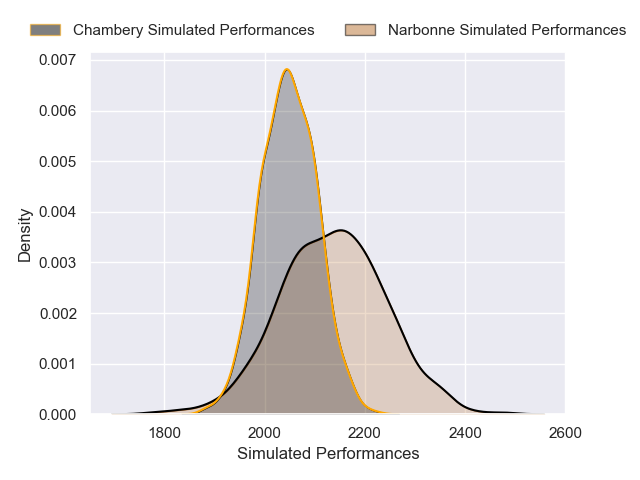 Chambery Simulated Performances Narbonne Simulated Performances
0.007
0.006
0.005
0.004
0.003
0.002
0.001
0.000
Density
1800 2000 2200 2400 2600
Simulated Performances